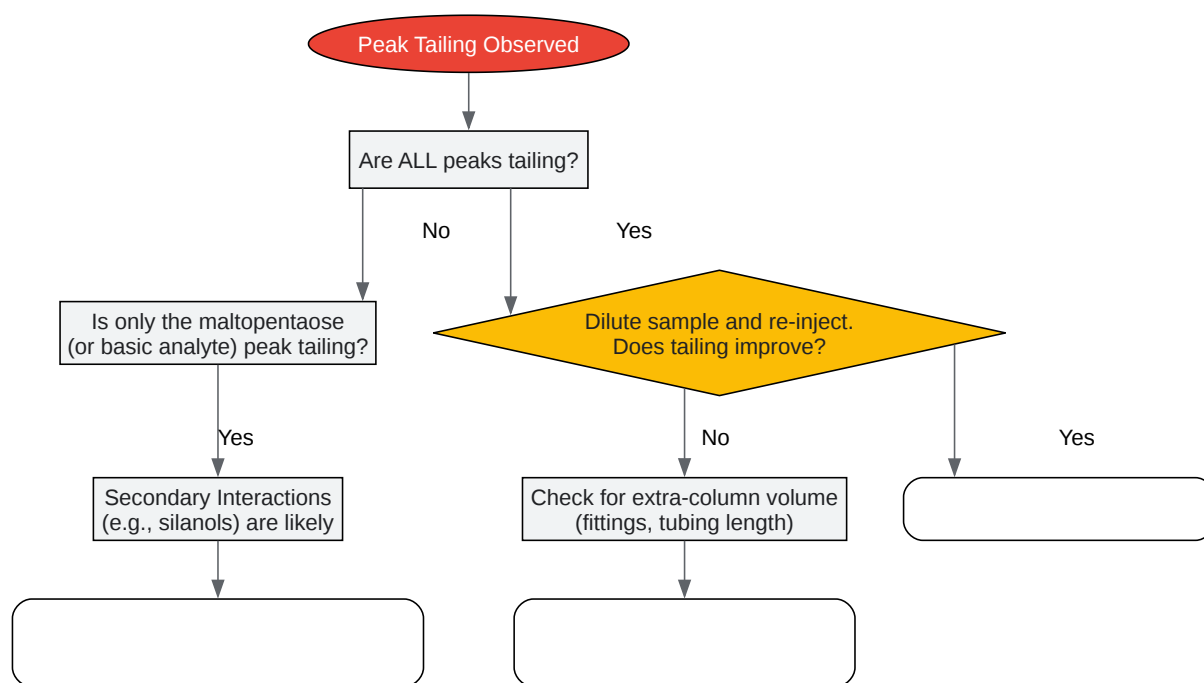 Peak Tailing Observed
Are ALL peaks tailing?
No
Yes
Is only the maltopentaose
(or basic analyte) peak tailing?
Dilute sample and re-inject.
Does tailing improve?
Yes
No
Yes
Secondary Interactions
(e.g., silanols) are likely
Check for extra-column volume
(fittings, tubing length)